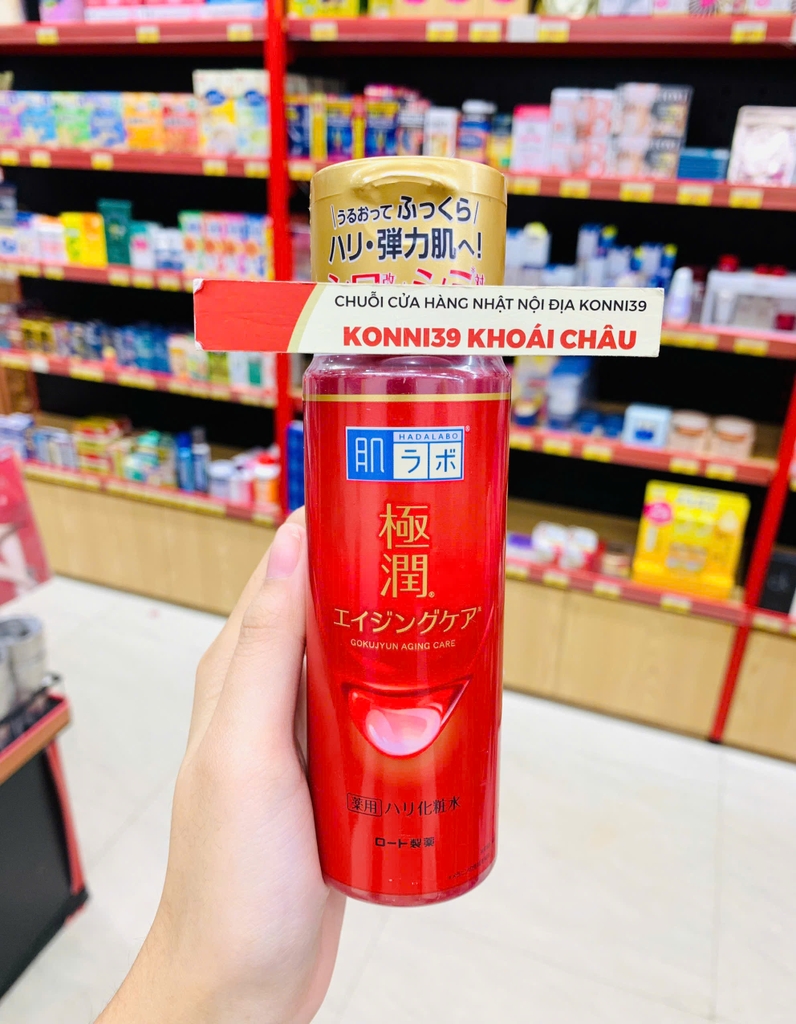 うるおって ふっくら
ハリ・弾力肌へ!
CHUỖI CỬA HÀNG NHẬT NỘI ĐỊA KONNI39
KONNI39 KHOÁI CHÂU
肌ラボ
HADALABO
極潤
エイジングケア
GOKUJYUN AGING CARE
薬用 ハリ化粧水
ロート製薬